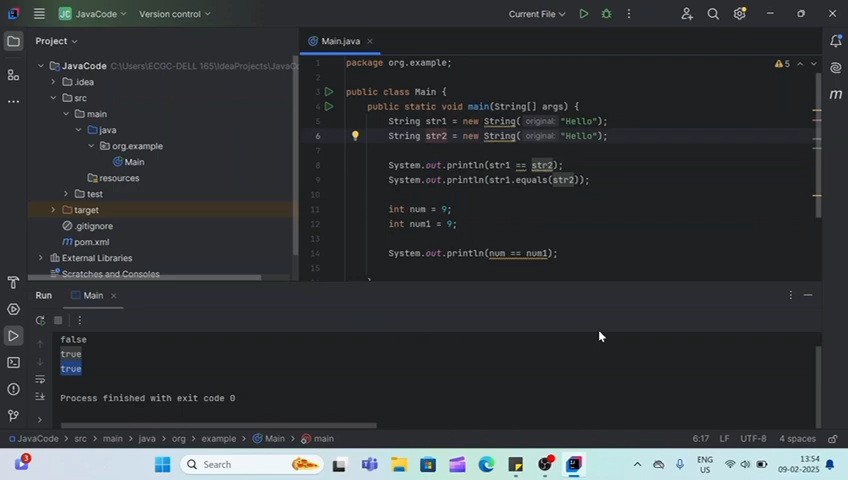 JC JavaCode Version control Current File
Project Main.java
JavaCode C:\Users\ECGC-DELL 165\IdeaProjects\JavaCo
.idea
src
main
java
org.example
Main
resources
test
target
.gitignore
pom.xml
External Libraries
Scratches and Consoles
5
1 package org.example;
2
3 public class Main {
4 public static void main(String[] args) {
5 String str1 = new String( original: "Hello");
6 String str2 = new String( original: "Hello");
7
8 System.out.println(str1 == str2);
9 System.out.println(str1.equals(str2));
10
11 int num = 9;
12 int num1 = 9;
13
14 System.out.println(num == num1);
15
}
Run Main
false
true
true
Process finished with exit code 0
JavaCode > src > main > java > org > example > Main > main 6:17 LF UTF-8 4 spaces
3 Search ENG 13:54
US 09-02-2025